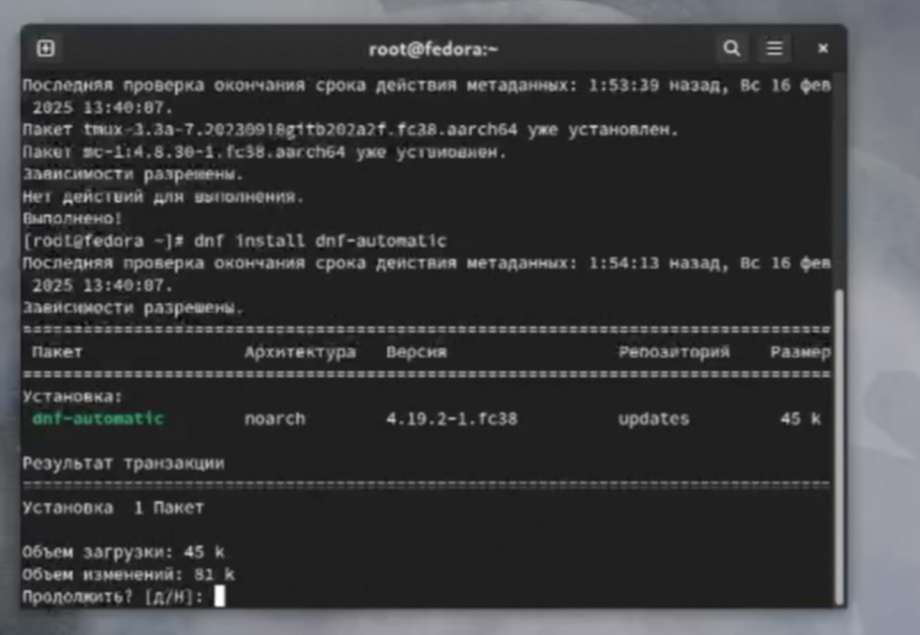 root@fedora:~
Последняя проверка окончания срока действия метаданных: 1:53:39 назад, Вс 16 фев
2025 13:40:07.
Пакет tmux-3.3a-7.20230918gitb202a2f.fc38.aarch64 уже установлен.
Пакет mc-1:4.8.30-1.fc38.aarch64 уже установлен.
Зависимости разрешены.
Нет действий для выполнения.
Выполнено!
[root@fedora ~]# dnf install dnf-automatic
Последняя проверка окончания срока действия метаданных: 1:54:13 назад, Вс 16 фев
2025 13:40:07.
Зависимости разрешены.
================================================================================
Пакет Архитектура Версия Репозиторий Размер
================================================================================
Установка:
dnf-automatic noarch 4.19.2-1.fc38 updates 45 k
Результат транзакции
================================================================================
Установка 1 Пакет
Объем загрузки: 45 k
Объем изменений: 81 k
Продолжить? [д/Н]: